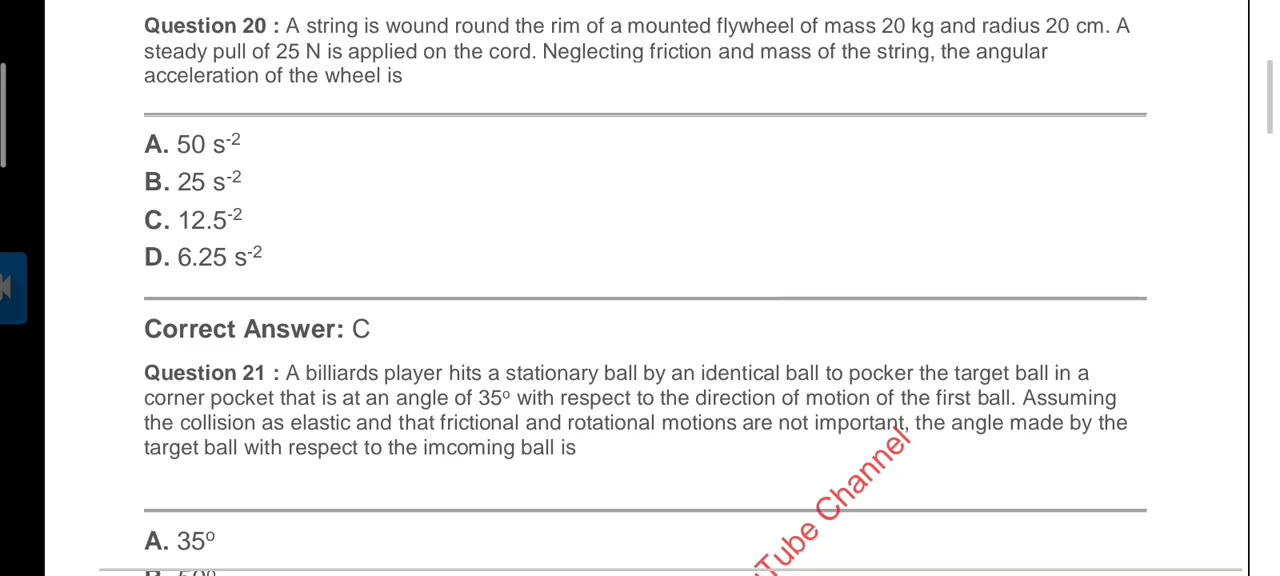 Question 20 : A string is wound round the rim of a mounted flywheel of mass 20 kg and radius 20 cm. A
steady pull of 25 N is applied on the cord. Neglecting friction and mass of the string, the angular
acceleration of the wheel is
A. 50 s⁻²
B. 25 s⁻²
C. 12.5⁻²
D. 6.25 s⁻²
Correct Answer: C
Question 21 : A billiards player hits a stationary ball by an identical ball to pocker the target ball in a
corner pocket that is at an angle of 35º with respect to the direction of motion of the first ball. Assuming
the collision as elastic and that frictional and rotational motions are not important, the angle made by the
target ball with respect to the imcoming ball is
Tube Channel
A. 35º